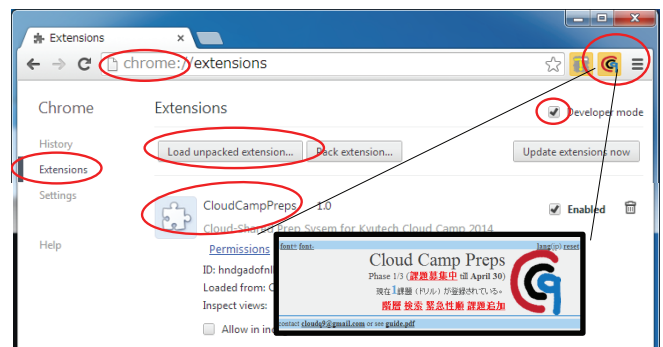 Extensions
chrome://extensions
Chrome
Extensions
Developer mode
History
Load unpacked extension...
Pack extension...
Update extensions now
Extensions
Settings
CloudCampPreps 1.0
Enabled
Cloud-Shared Prep Sysem for Kyutech Cloud Camp 2014
Help
Permissions
ID: hndgadofnl
Loaded from: C
Inspect views:
Allow in inc
font+ font-
lang(jp) reset
Cloud Camp Preps
Phase 1/3 (課題募集中 till April 30)
現在1課題 (ドリル) が登録されている。
階層 検索 緊急性順 課題追加
contact cloudq9@gmail.com or see guide.pdf